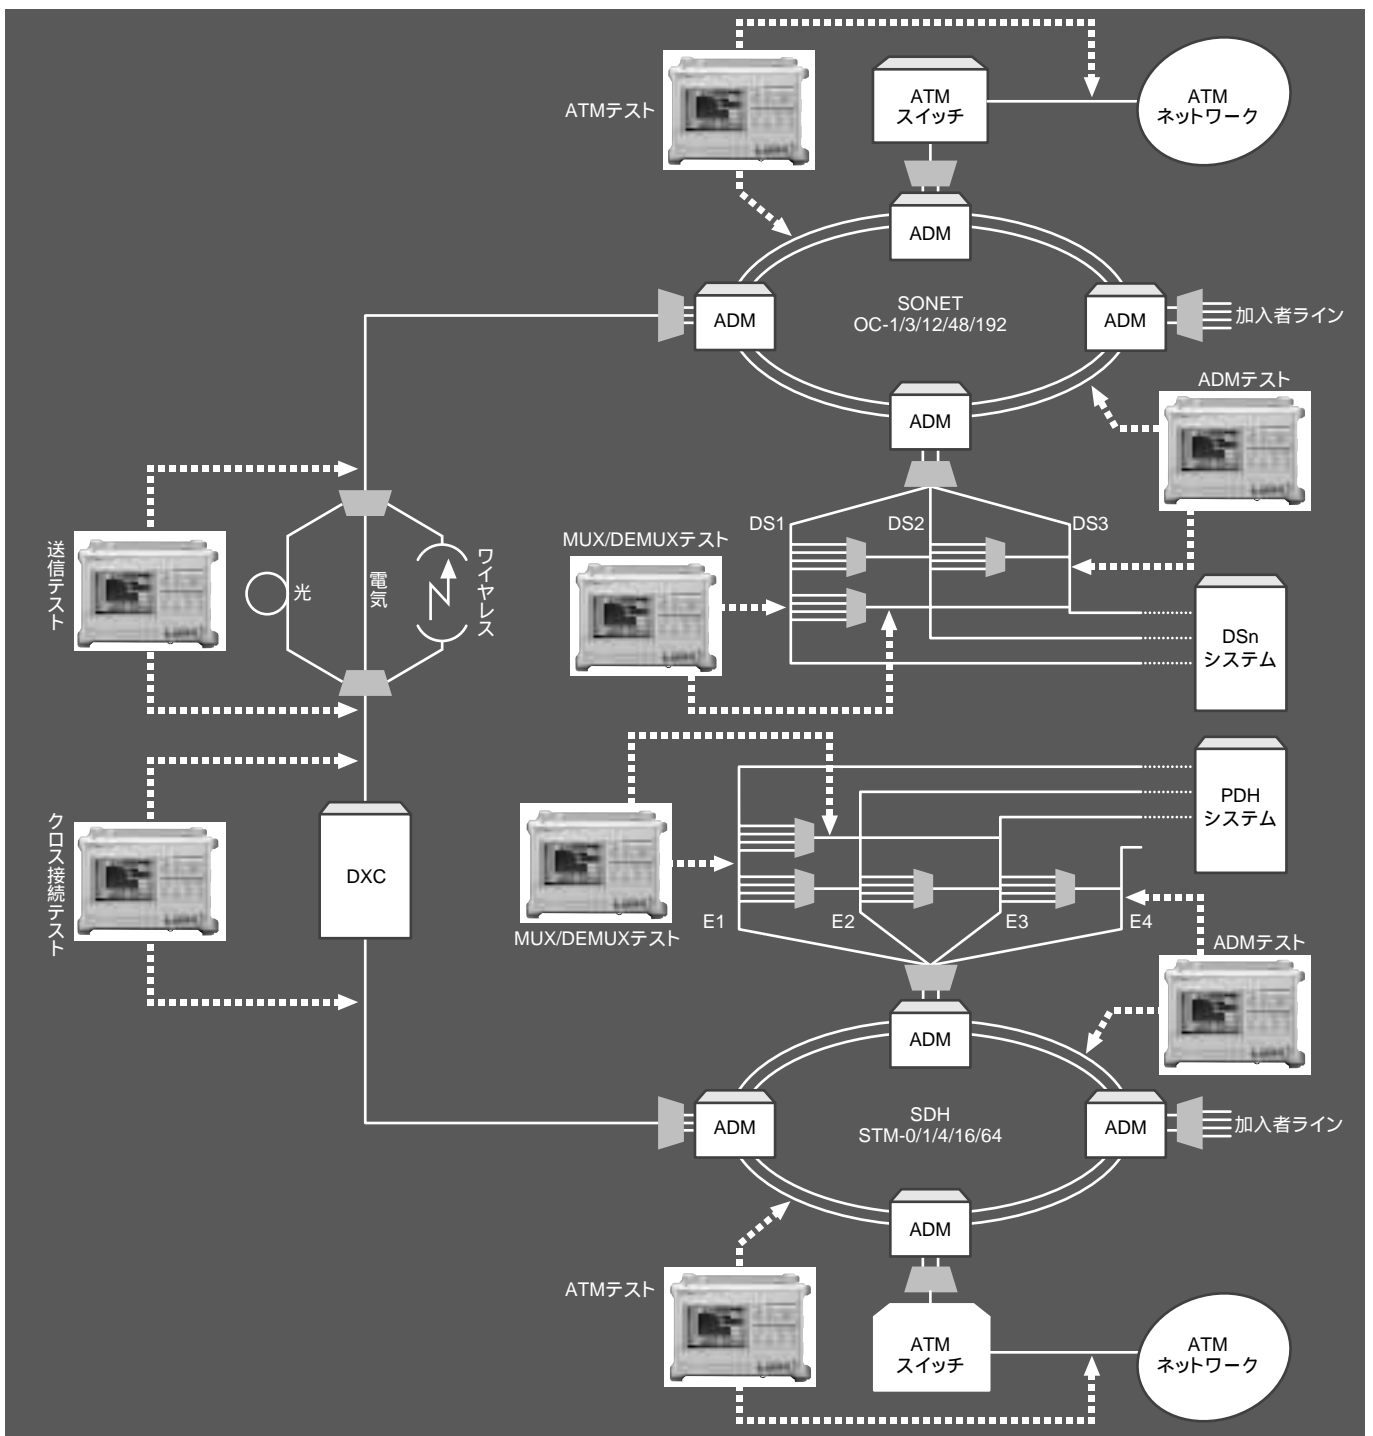 ATMテスト
ATM
スイッチ
ATM
ネットワーク
ADM
ADM
SONET
OC-1/3/12/48/192
ADM
加入者ライン
ADM
ADMテスト
DS1
DS2
DS3
MUX/DEMUXテスト
送信テスト
光
電気
ワイヤレス
DSn
システム
PDH
システム
クロス接続テスト
DXC
E1
E2
E3
E4
MUX/DEMUXテスト
ADMテスト
ADM
ADM
SDH
STM-0/1/4/16/64
ADM
加入者ライン
ADM
ATMテスト
ATM
スイッチ
ATM
ネットワーク